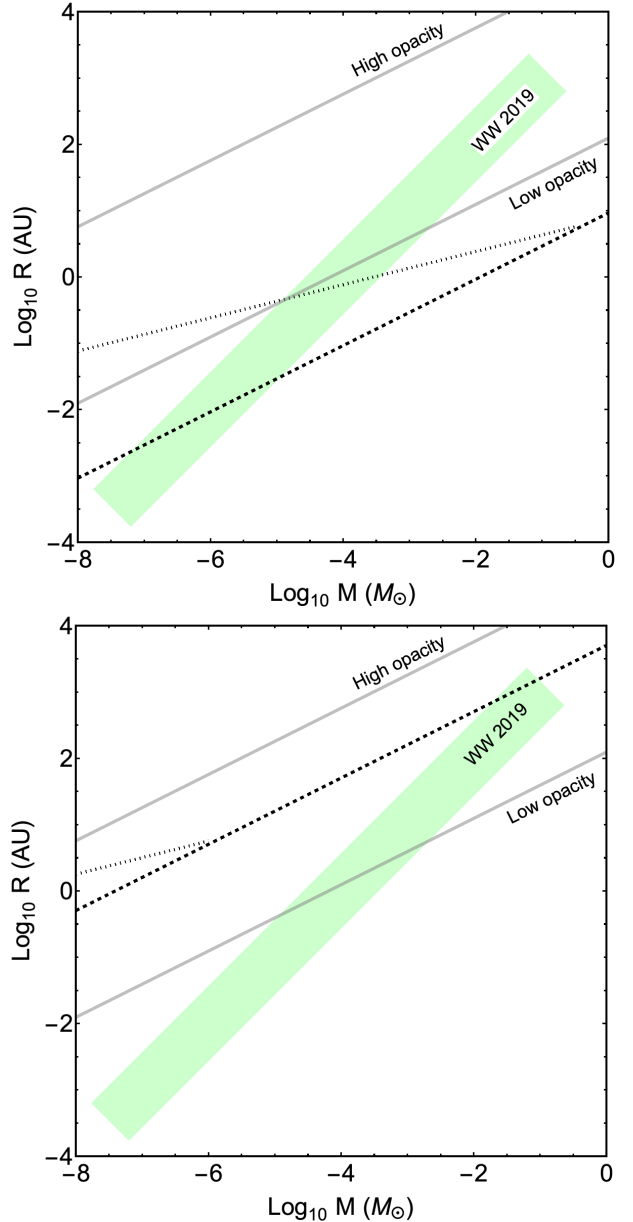 4
2
0
−2
−4
Log₁₀ R (AU)
High opacity
WW 2019
Low opacity
−8
−6
−4
−2
0
Log₁₀ M (M☉)
4
2
0
−2
−4
Log₁₀ R (AU)
High opacity
WW 2019
Low opacity
−8
−6
−4
−2
0
Log₁₀ M (M☉)